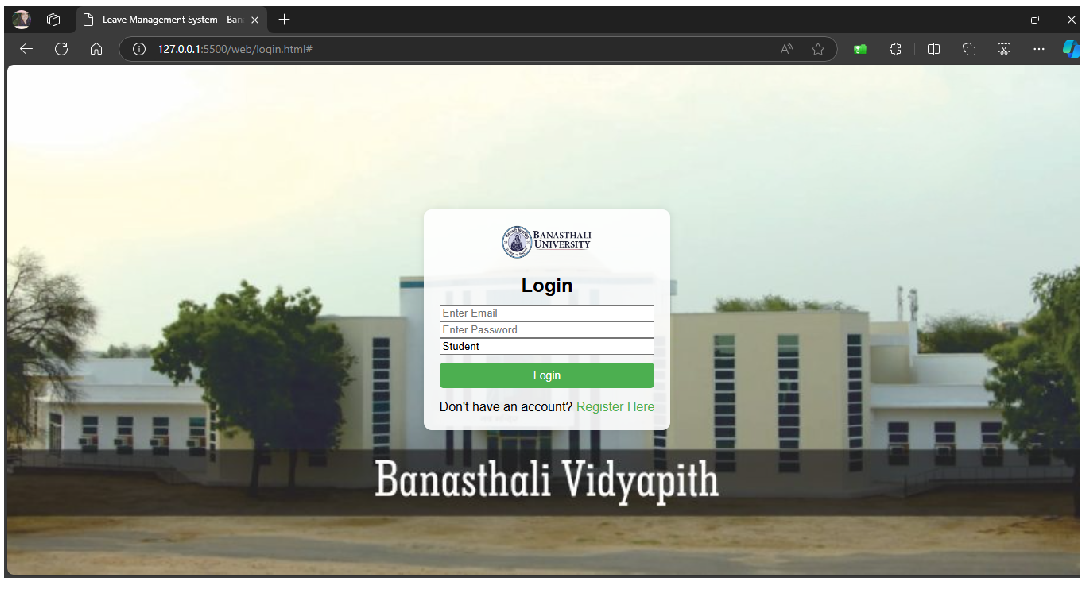 Leave Management System - Ban
127.0.0.1:5500/web/login.html#
BANASTHALI
UNIVERSITY
Login
Enter Email
Enter Password
Student
Login
Don't have an account? Register Here
Banasthali Vidyapith